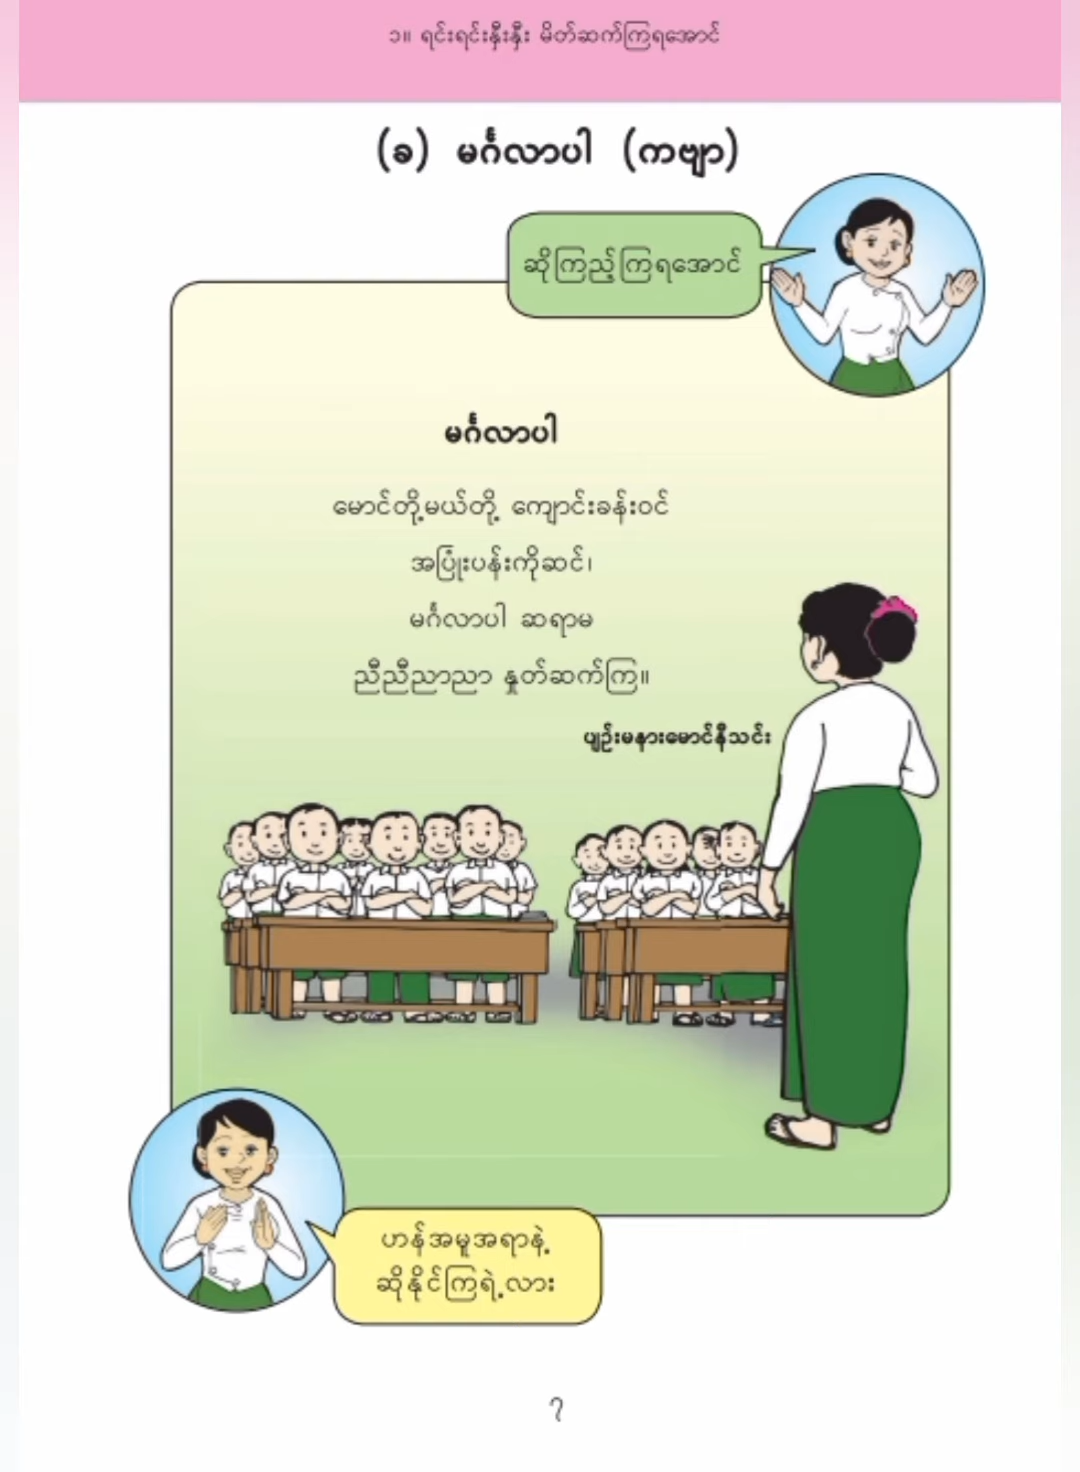 ၁။ ရင်းရင်းနှီးနှီး မိတ်ဆက်ကြရအောင်
(ခ) မင်္ဂလာပါ (ကဗျာ)
ဆိုကြည့်ကြရအောင်
မင်္ဂလာပါ
မောင်တို့မယ်တို့ ကျောင်းခန်းဝင်
အပြုံးပန်းကိုဆင်၊
မင်္ဂလာပါ ဆရာမ
ညီညီညာညာ နှုတ်ဆက်ကြ။
ပျဉ်းမနားမောင်နီသင်း
ဟန်အမူအရာနဲ့
ဆိုနိုင်ကြရဲ့လား
၇